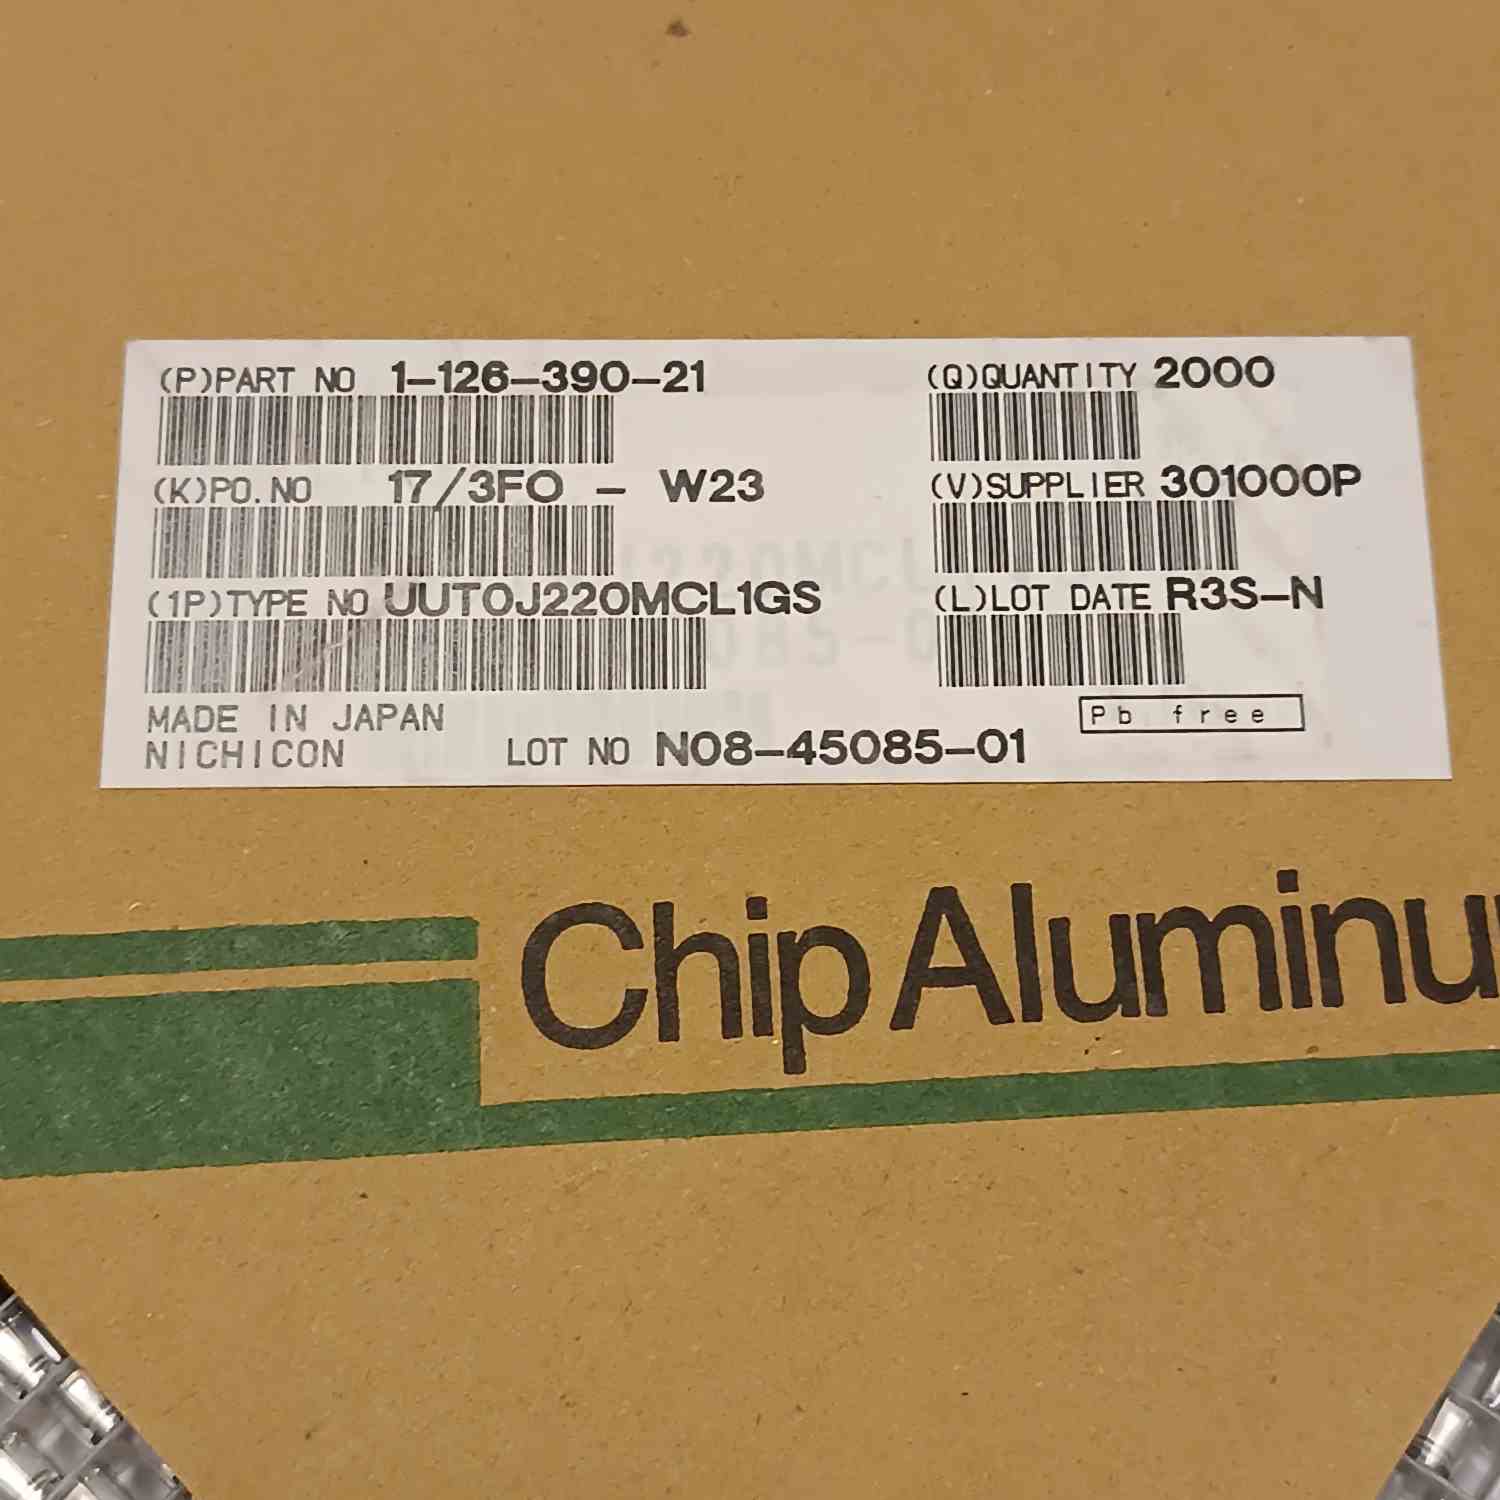 (P)PART NO 1-126-390-21
(Q)QUANTITY 2000
(K)PO.NO 17/3FO - W23
(V)SUPPLIER 301000P
(1P)TYPE NO UUT0J220MCL1GS
(L)LOT DATE R3S-N
MADE IN JAPAN
Pb free
NICHICON LOT NO N08-45085-01
Chip Aluminu